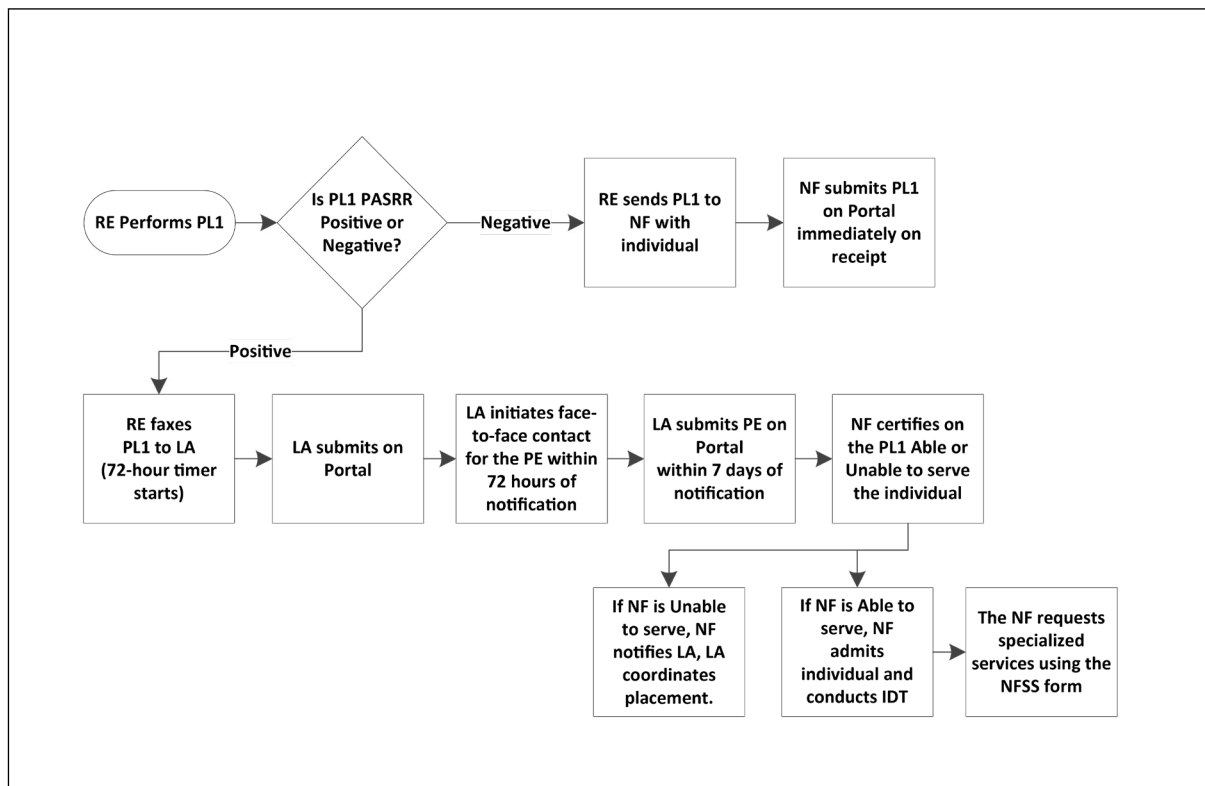 RE Performs PL1
Is PL1 PASRR
Positive or
Negative?
Negative
RE sends PL1 to
NF with
individual
NF submits PL1
on Portal
immediately on
receipt
Positive
RE faxes
PL1 to LA
(72-hour timer
starts)
LA submits on
Portal
LA initiates face-
to-face contact
for the PE within
72 hours of
notification
LA submits PE on
Portal
within 7 days of
notification
NF certifies on
the PL1 Able or
Unable to serve
the individual
If NF is Unable
to serve, NF
notifies LA, LA
coordinates
placement.
If NF is Able to
serve, NF
admits
individual and
conducts IDT
The NF requests
specialized
services using the
NFSS form